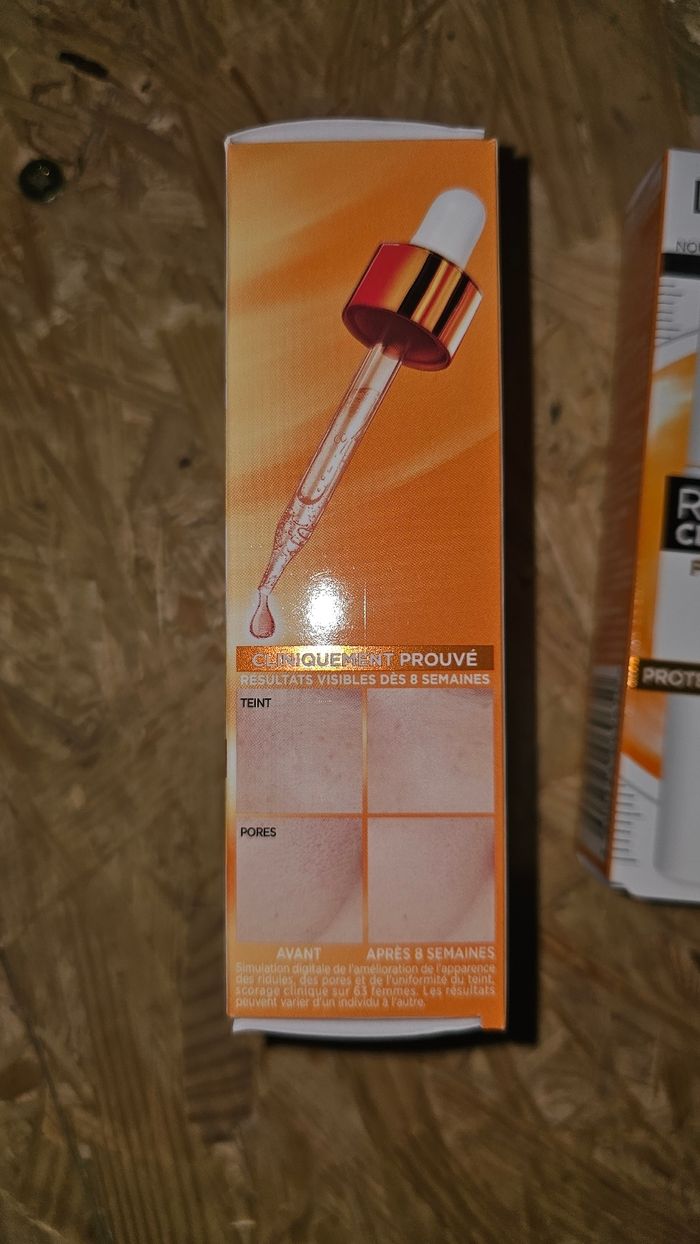 CLINIQUEMENT PROUVÉ
RÉSULTATS VISIBLES DÈS 8 SEMAINES
TEINT
PORES
AVANT
APRÈS 8 SEMAINES
Simulation digitale de l'amélioration de l'apparence
des ridules, des pores et de l'uniformité du teint,
scorage clinique sur 63 femmes. Les résultats
peuvent varier d'un individu à l'autre.